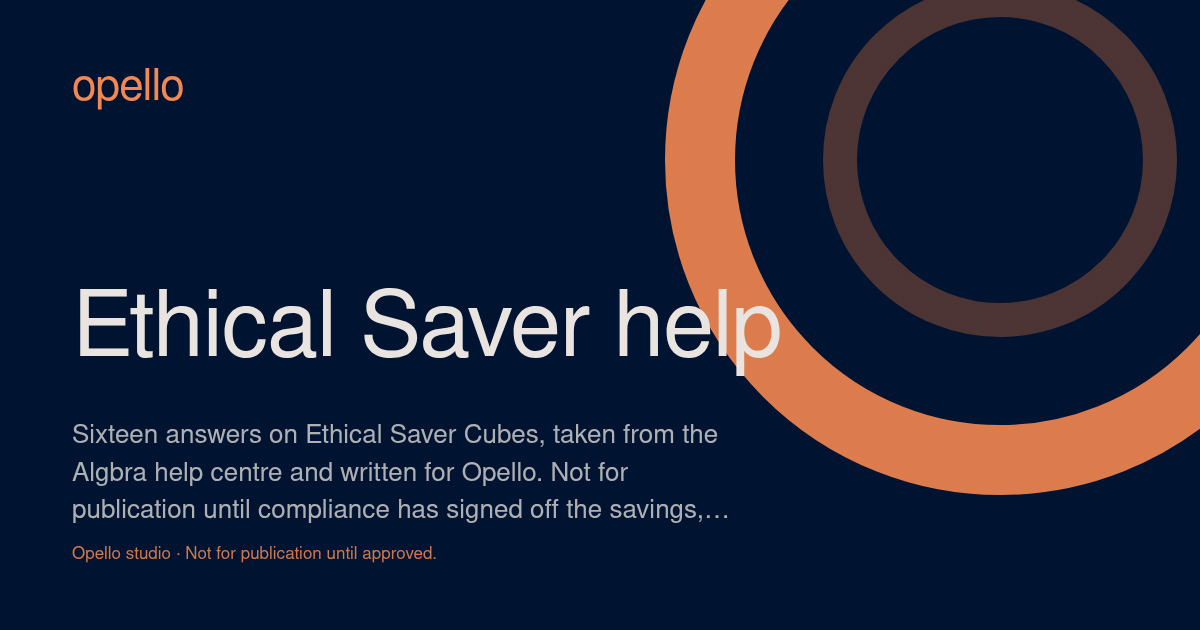 opello
Ethical Saver help
Sixteen answers on Ethical Saver Cubes, taken from the
Algbra help centre and written for Opello. Not for
publication until compliance has signed off the savings,…
Opello studio · Not for publication until approved.